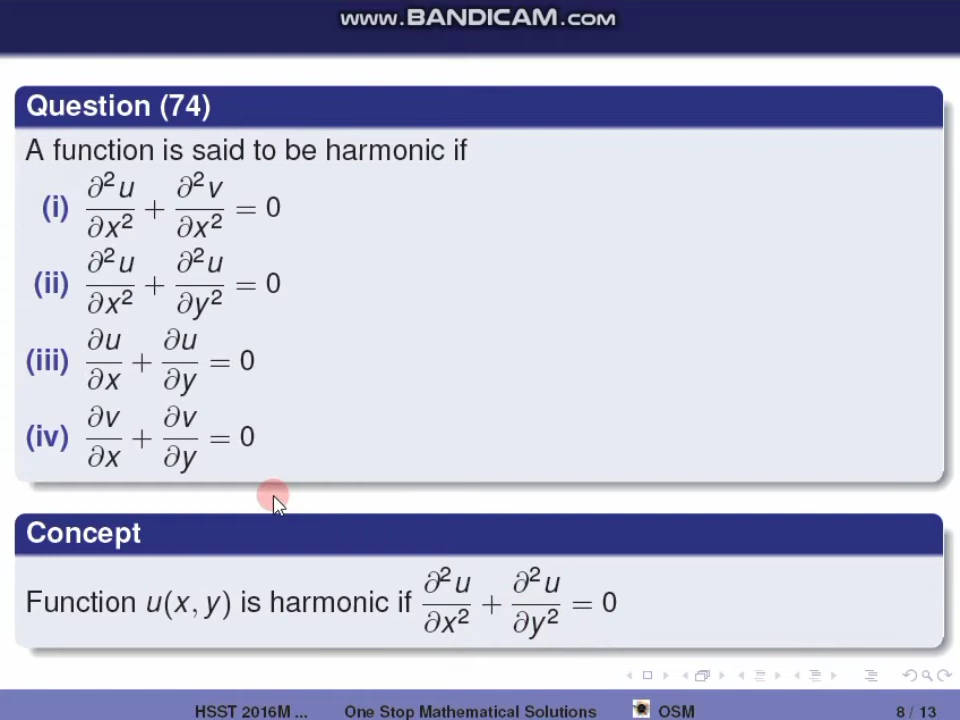 www.BANDICAM.com
Question (74)
A function is said to be harmonic if
(i) ∂²u/∂x² + ∂²v/∂x² = 0
(ii) ∂²u/∂x² + ∂²u/∂y² = 0
(iii) ∂u/∂x + ∂u/∂y = 0
(iv) ∂v/∂x + ∂v/∂y = 0
Concept
Function u(x, y) is harmonic if ∂²u/∂x² + ∂²u/∂y² = 0
HSST 2016M ... One Stop Mathematical Solutions OSM 8 / 13